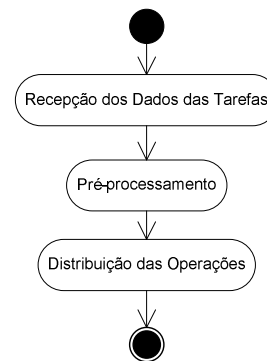 Recepção dos Dados das Tarefas
Pré-processamento
Distribuição das Operações